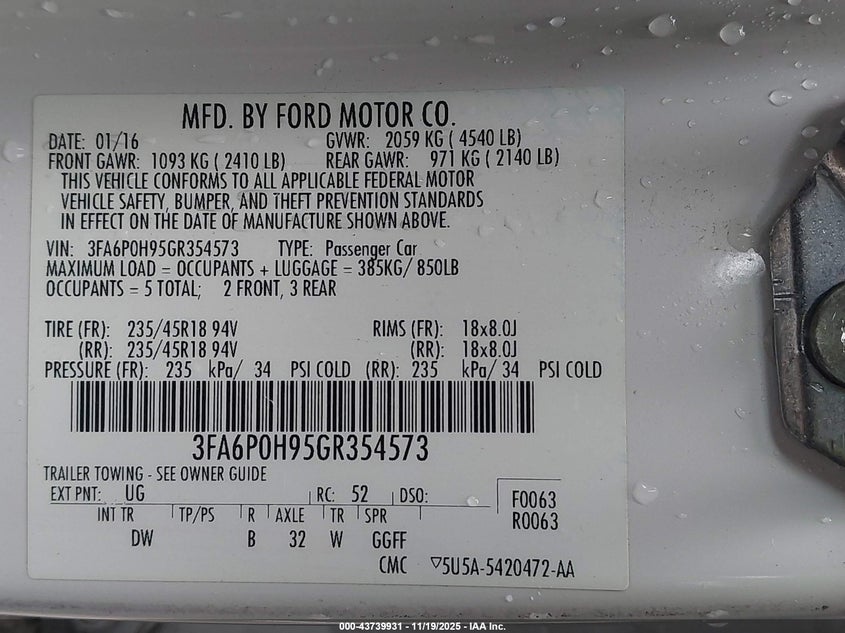 MFD. BY FORD MOTOR CO.
DATE: 01/16 GVWR: 2059 KG ( 4540 LB)
FRONT GAWR: 1093 KG ( 2410 LB) REAR GAWR: 971 KG ( 2140 LB)
THIS VEHICLE CONFORMS TO ALL APPLICABLE FEDERAL MOTOR
VEHICLE SAFETY, BUMPER, AND THEFT PREVENTION STANDARDS
IN EFFECT ON THE DATE OF MANUFACTURE SHOWN ABOVE.
VIN: 3FA6P0H95GR354573 TYPE: Passenger Car
MAXIMUM LOAD = OCCUPANTS + LUGGAGE = 385KG/ 850LB
OCCUPANTS = 5 TOTAL; 2 FRONT, 3 REAR
TIRE (FR): 235/45R18 94V RIMS (FR): 18x8.0J
(RR): 235/45R18 94V (RR): 18x8.0J
PRESSURE (FR): 235 kPa/ 34 PSI COLD (RR): 235 kPa/ 34 PSI COLD
3FA6P0H95GR354573
TRAILER TOWING - SEE OWNER GUIDE
EXT PNT: UG RC: 52 DSO: F0063
R0063
INT TR TP/PS R AXLE TR SPR
DW B 32 W GGFF
CMC ▽5U5A-5420472-AA
000-43739931 - 11/19/2025 - IAA Inc.